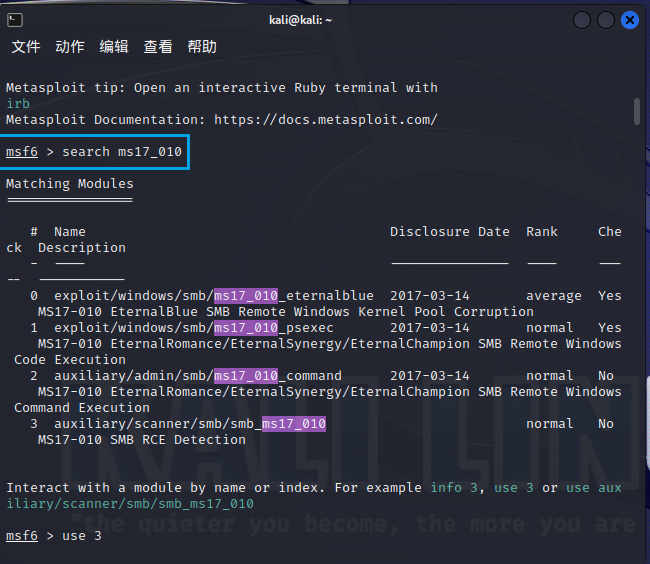 kali@kali: ~
文件 动作 编辑 查看 帮助
Metasploit tip: Open an interactive Ruby terminal with
irb
Metasploit Documentation: https://docs.metasploit.com/
msf6 > search ms17_010
Matching Modules
================
# Name Disclosure Date Rank Che
ck Description
- ---- --------------- ---- ---
-- -----------
0 exploit/windows/smb/ms17_010_eternalblue 2017-03-14 average Yes
MS17-010 EternalBlue SMB Remote Windows Kernel Pool Corruption
1 exploit/windows/smb/ms17_010_psexec 2017-03-14 normal Yes
MS17-010 EternalRomance/EternalSynergy/EternalChampion SMB Remote Windows
Code Execution
2 auxiliary/admin/smb/ms17_010_command 2017-03-14 normal No
MS17-010 EternalRomance/EternalSynergy/EternalChampion SMB Remote Windows
Command Execution
3 auxiliary/scanner/smb/smb_ms17_010 normal No
MS17-010 SMB RCE Detection
Interact with a module by name or index. For example info 3, use 3 or use aux
iliary/scanner/smb/smb_ms17_010
"the quieter you become, the more you are
msf6 > use 3